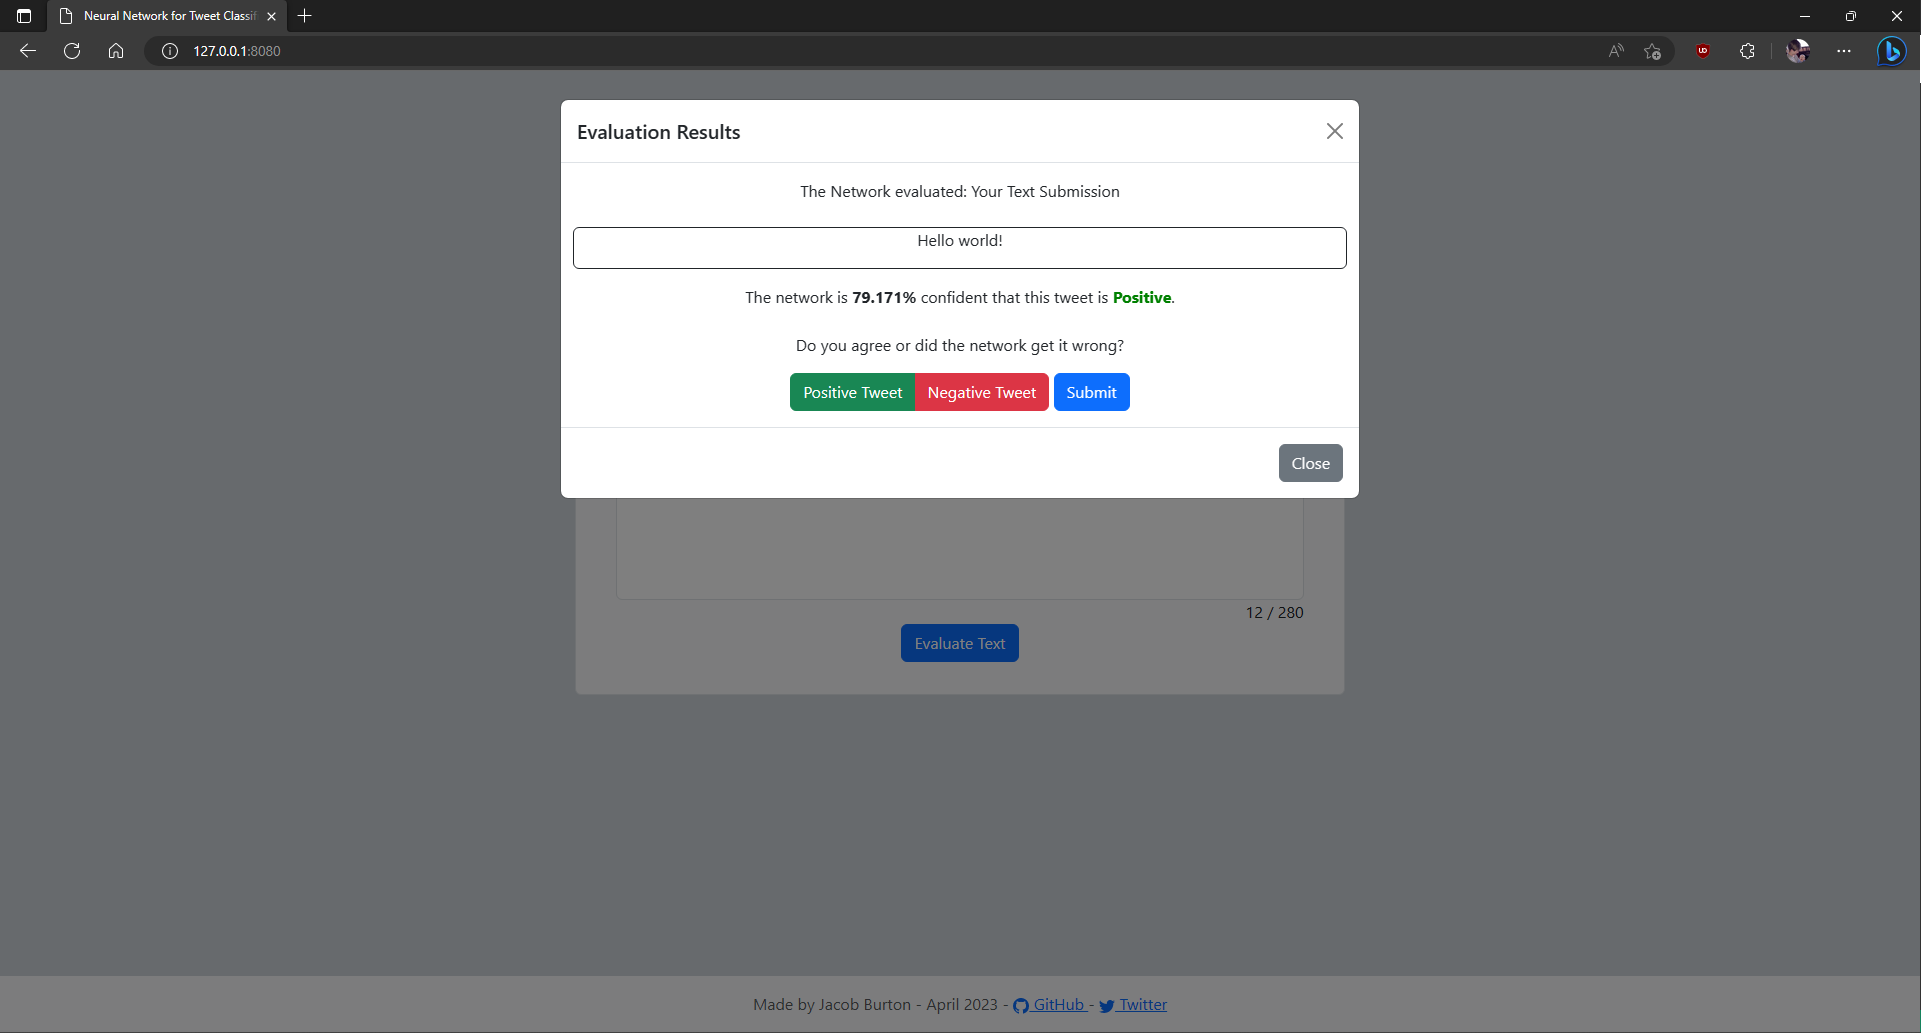 Neural Network for Tweet Classif
127.0.0.1:8080
Evaluation Results
The Network evaluated: Your Text Submission
Hello world!
The network is 79.171% confident that this tweet is Positive.
Do you agree or did the network get it wrong?
Positive Tweet Negative Tweet Submit
Close
12 / 280
Evaluate Text
Made by Jacob Burton - April 2023 - GitHub - Twitter